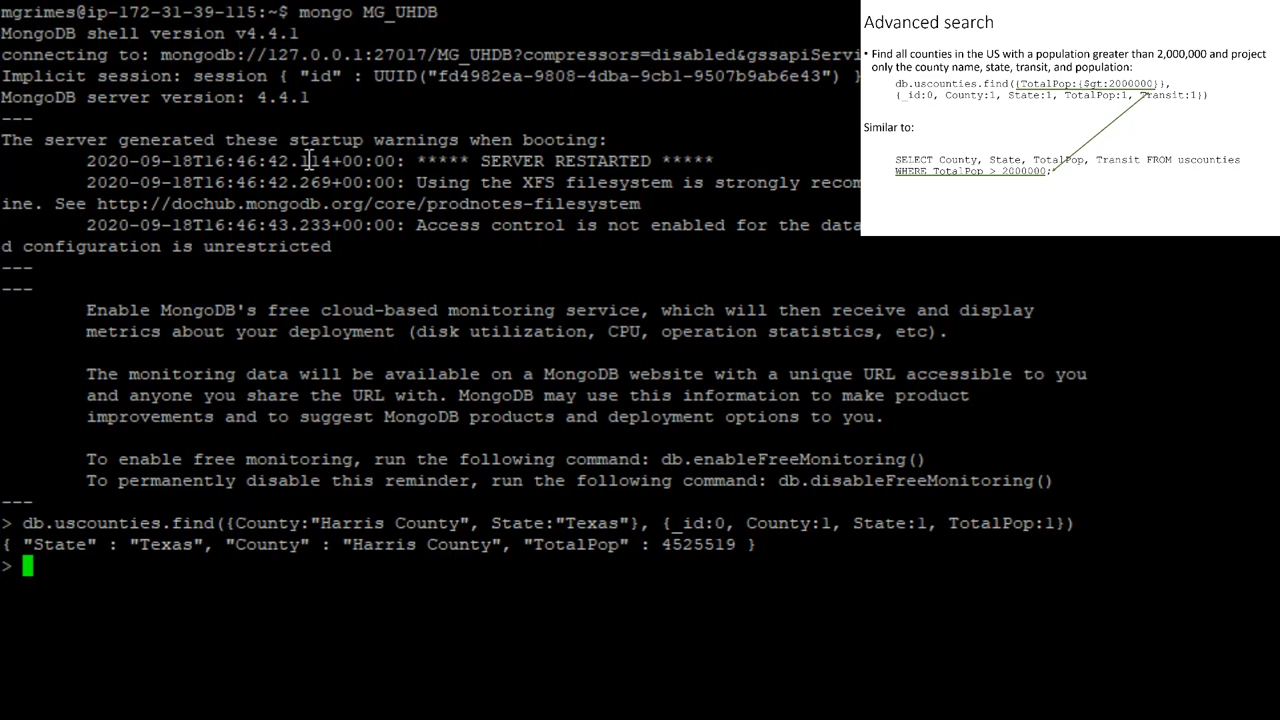 mgrimes@ip-172-31-39-115:~$ mongo MG_UHDB
MongoDB shell version v4.4.1
connecting to: mongodb://127.0.0.1:27017/MG_UHDB?compressors=disabled&gssapiServi
Implicit session: session { "id" : UUID("fd4982ea-9808-4dba-9cb1-9507b9ab6e43") }
MongoDB server version: 4.4.1
---
The server generated these startup warnings when booting:
2020-09-18T16:46:42.114+00:00: ***** SERVER RESTARTED *****
2020-09-18T16:46:42.269+00:00: Using the XFS filesystem is strongly recom
ine. See http://dochub.mongodb.org/core/prodnotes-filesystem
2020-09-18T16:46:43.233+00:00: Access control is not enabled for the data
d configuration is unrestricted
---
---
Enable MongoDB's free cloud-based monitoring service, which will then receive and display
metrics about your deployment (disk utilization, CPU, operation statistics, etc).
The monitoring data will be available on a MongoDB website with a unique URL accessible to you
and anyone you share the URL with. MongoDB may use this information to make product
improvements and to suggest MongoDB products and deployment options to you.
To enable free monitoring, run the following command: db.enableFreeMonitoring()
To permanently disable this reminder, run the following command: db.disableFreeMonitoring()
---
> db.uscounties.find({County:"Harris County", State:"Texas"}, {_id:0, County:1, State:1, TotalPop:1})
{ "State" : "Texas", "County" : "Harris County", "TotalPop" : 4525519 }
>
Advanced search
• Find all counties in the US with a population greater than 2,000,000 and project
only the county name, state, transit, and population:
db.uscounties.find({TotalPop:{$gt:2000000}},
{_id:0, County:1, State:1, TotalPop:1, Transit:1})
Similar to:
SELECT County, State, TotalPop, Transit FROM uscounties
WHERE TotalPop > 2000000;